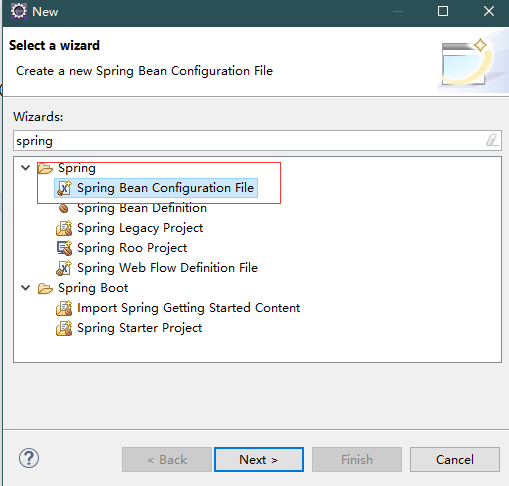 New
Select a wizard
Create a new Spring Bean Configuration File
Wizards:
spring
Spring
Spring Bean Configuration File
Spring Bean Definition
Spring Legacy Project
Spring Roo Project
Spring Web Flow Definition File
Spring Boot
Import Spring Getting Started Content
Spring Starter Project
? < Back Next > Finish Cancel